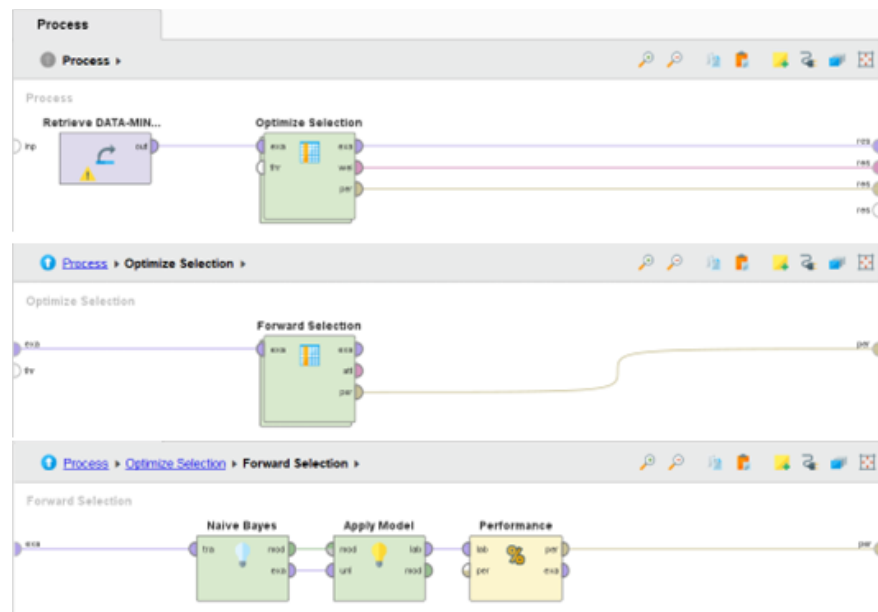 Process
Process
Process
Retrieve DATA-MIN...
Optimize Selection
inp
out
exa
exa
res
thr
wei
res
per
res
res
Process Optimize Selection
Optimize Selection
Forward Selection
exa
exa
exa
per
thr
att
per
Process Optimize Selection Forward Selection
Forward Selection
Naive Bayes
Apply Model
Performance
exa
tra
mod
mod
lab
lab
per
per
exa
unl
mod
per
exa